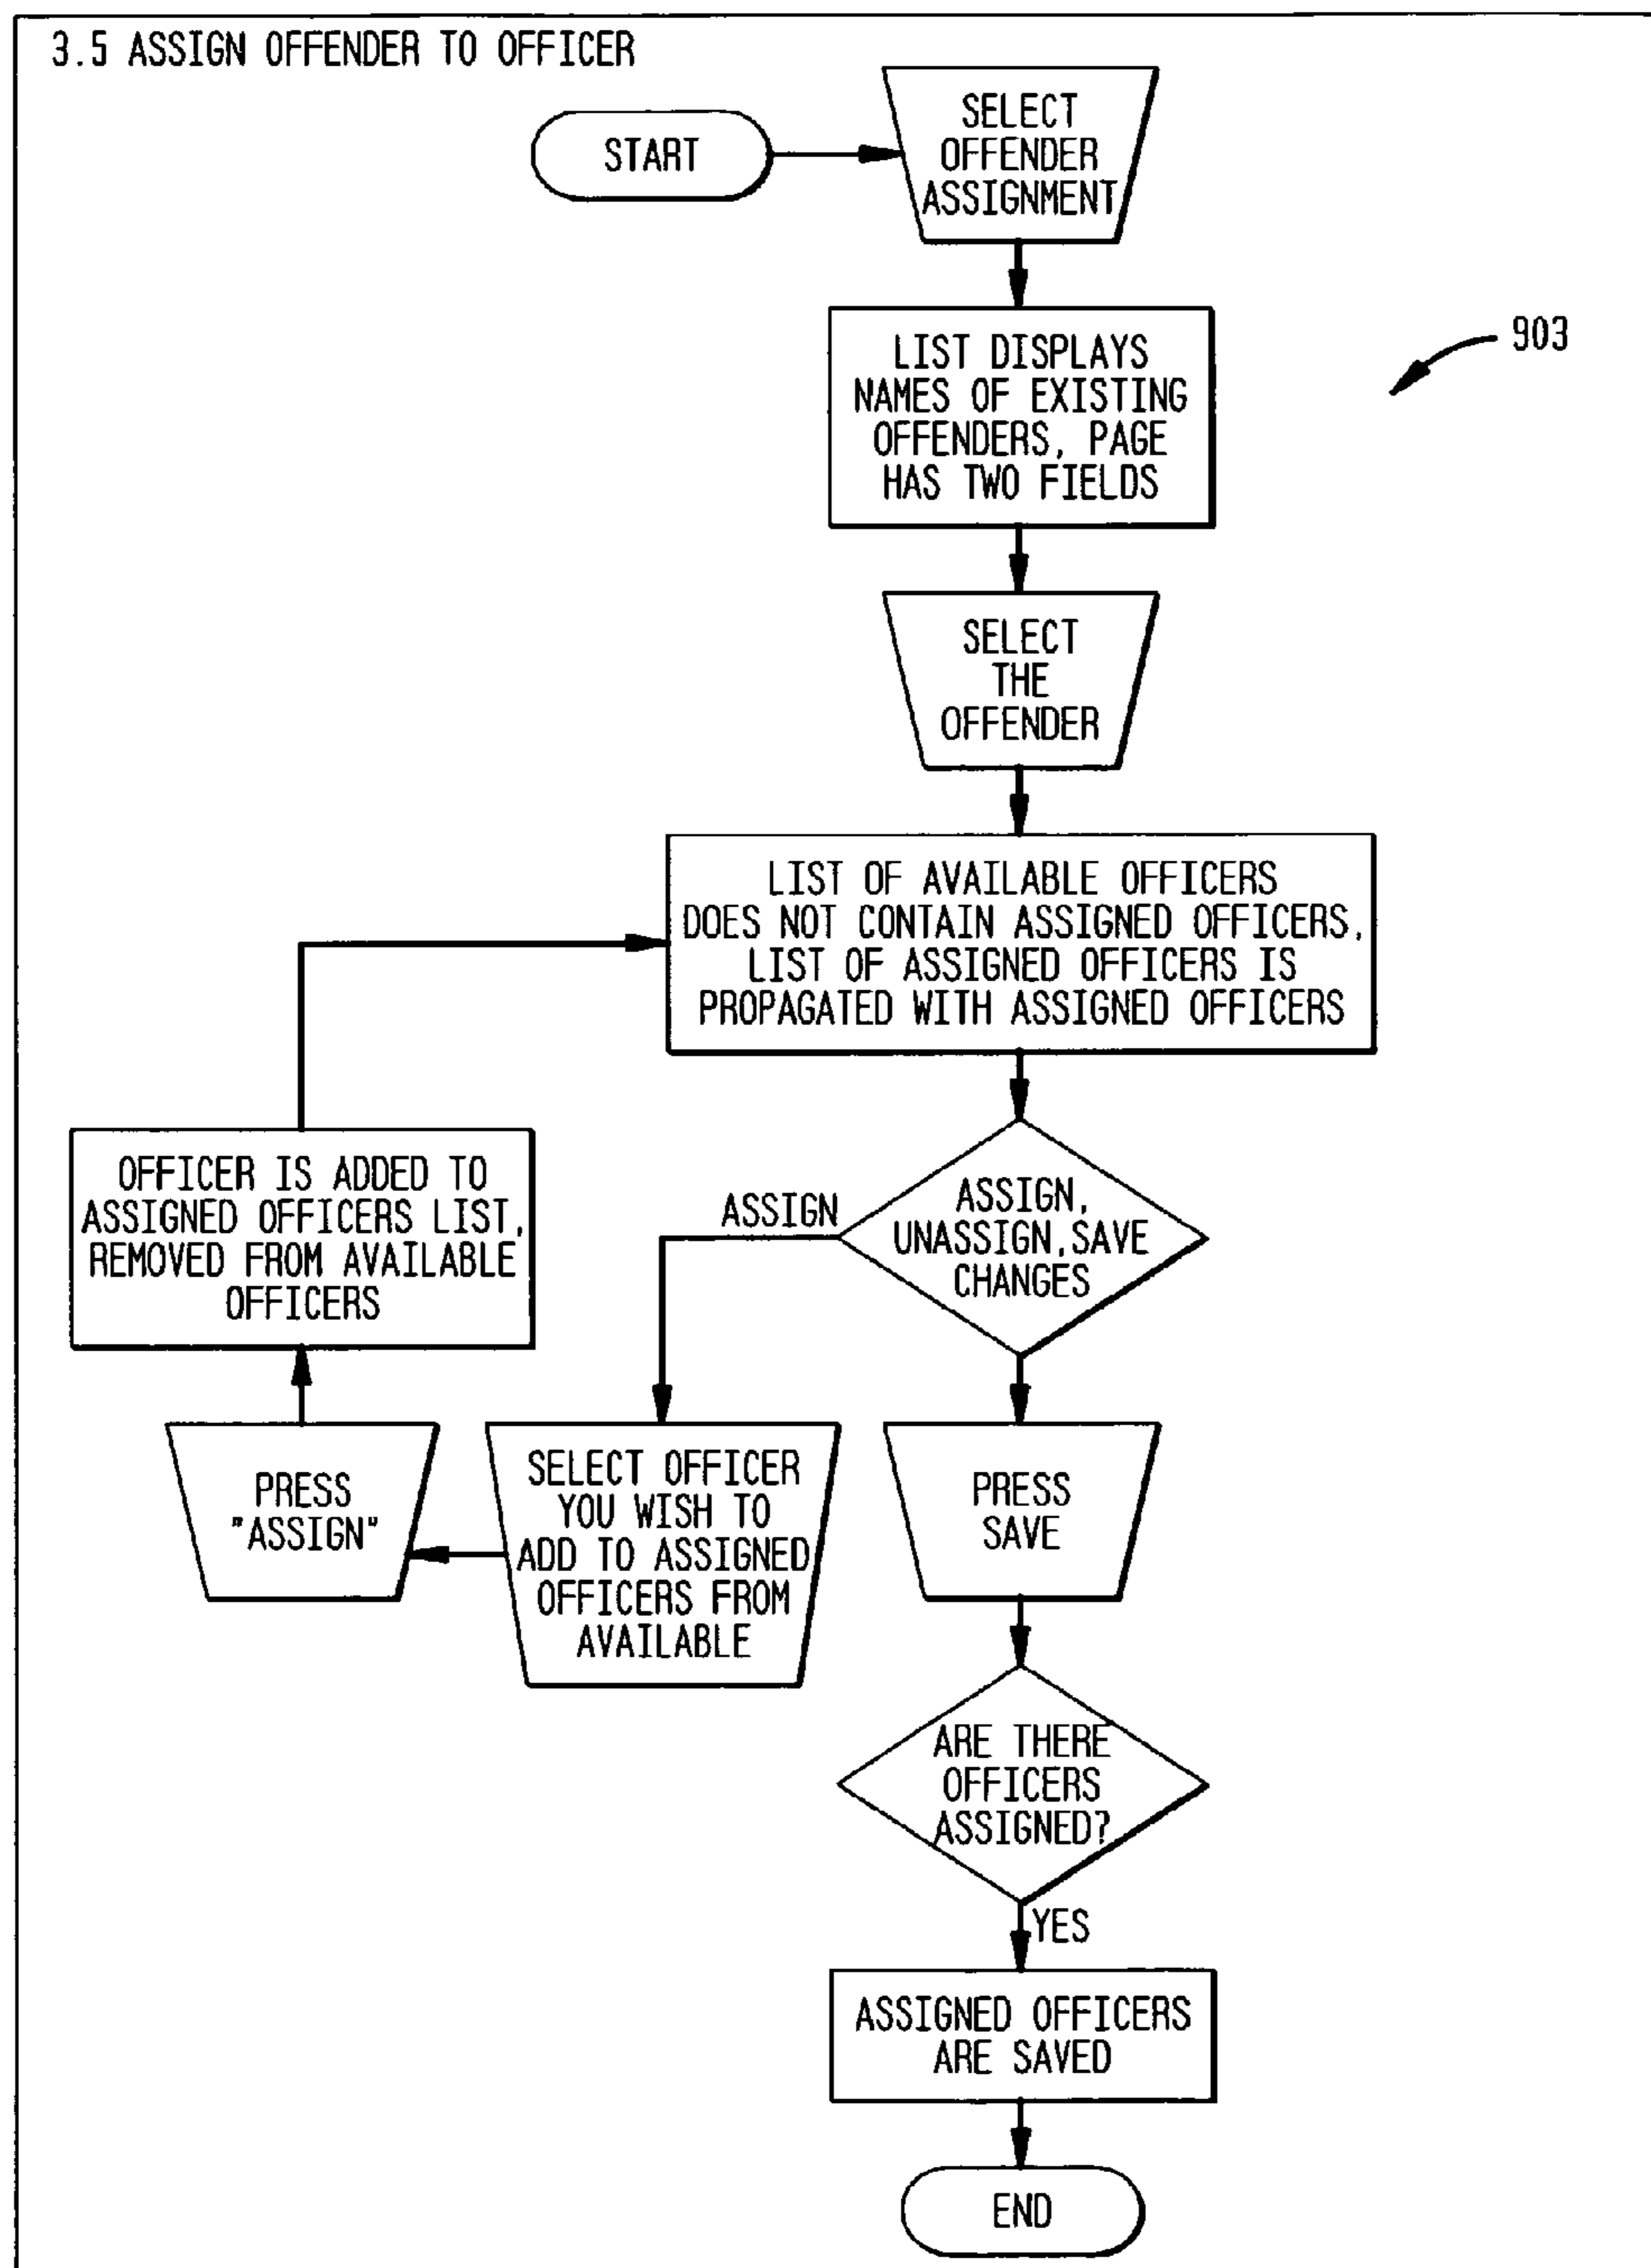 3.5 ASSIGN OFFENDER TO OFFICER
START
SELECT
OFFENDER
ASSIGNMENT
903
LIST DISPLAYS
NAMES OF EXISTING
OFFENDERS, PAGE
HAS TWO FIELDS
SELECT
THE
OFFENDER
LIST OF AVAILABLE OFFICERS
DOES NOT CONTAIN ASSIGNED OFFICERS,
LIST OF ASSIGNED OFFICERS IS
PROPAGATED WITH ASSIGNED OFFICERS
OFFICER IS ADDED TO
ASSIGNED OFFICERS LIST,
REMOVED FROM AVAILABLE
OFFICERS
ASSIGN
ASSIGN,
UNASSIGN,SAVE
CHANGES
PRESS
"ASSIGN"
SELECT OFFICER
YOU WISH TO
ADD TO ASSIGNED
OFFICERS FROM
AVAILABLE
PRESS
SAVE
ARE THERE
OFFICERS
ASSIGNED?
YES
ASSIGNED OFFICERS
ARE SAVED
END